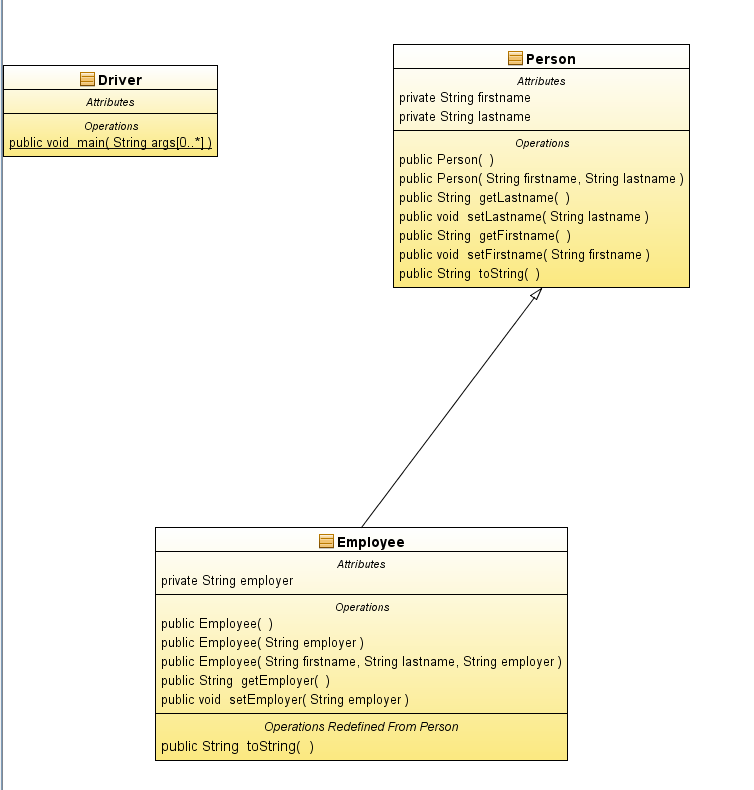 Driver
Attributes
Operations
public void main( String args[0..*] )
Person
Attributes
private String firstname
private String lastname
Operations
public Person( )
public Person( String firstname, String lastname )
public String getLastname( )
public void setLastname( String lastname )
public String getFirstname( )
public void setFirstname( String firstname )
public String toString( )
Employee
Attributes
private String employer
Operations
public Employee( )
public Employee( String employer )
public Employee( String firstname, String lastname, String employer )
public String getEmployer( )
public void setEmployer( String employer )
Operations Redefined From Person
public String toString( )